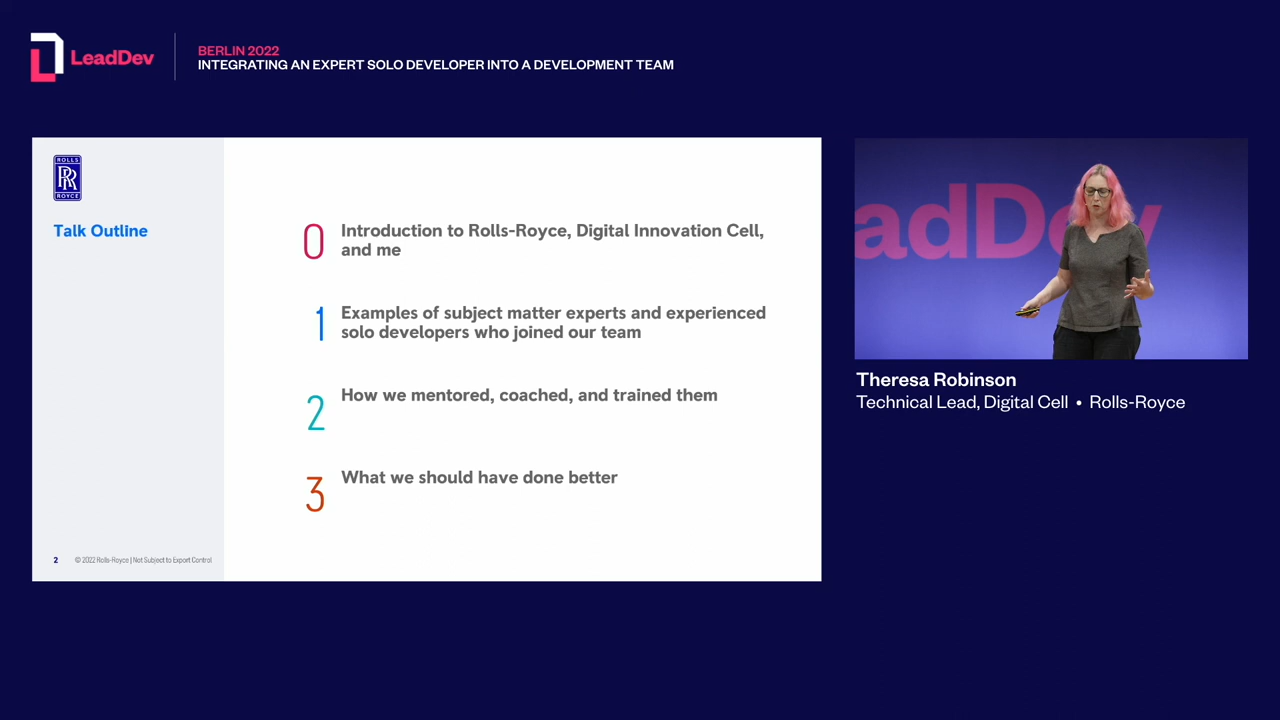 LeadDev
BERLIN 2022
INTEGRATING AN EXPERT SOLO DEVELOPER INTO A DEVELOPMENT TEAM
ROLLS
RR
ROYCE
Talk Outline
0
Introduction to Rolls-Royce, Digital Innovation Cell,
and me
1
Examples of subject matter experts and experienced
solo developers who joined our team
2
How we mentored, coached, and trained them
3
What we should have done better
2 © 2022 Rolls-Royce | Not Subject to Export Control
adDev
Theresa Robinson
Technical Lead, Digital Cell • Rolls-Royce